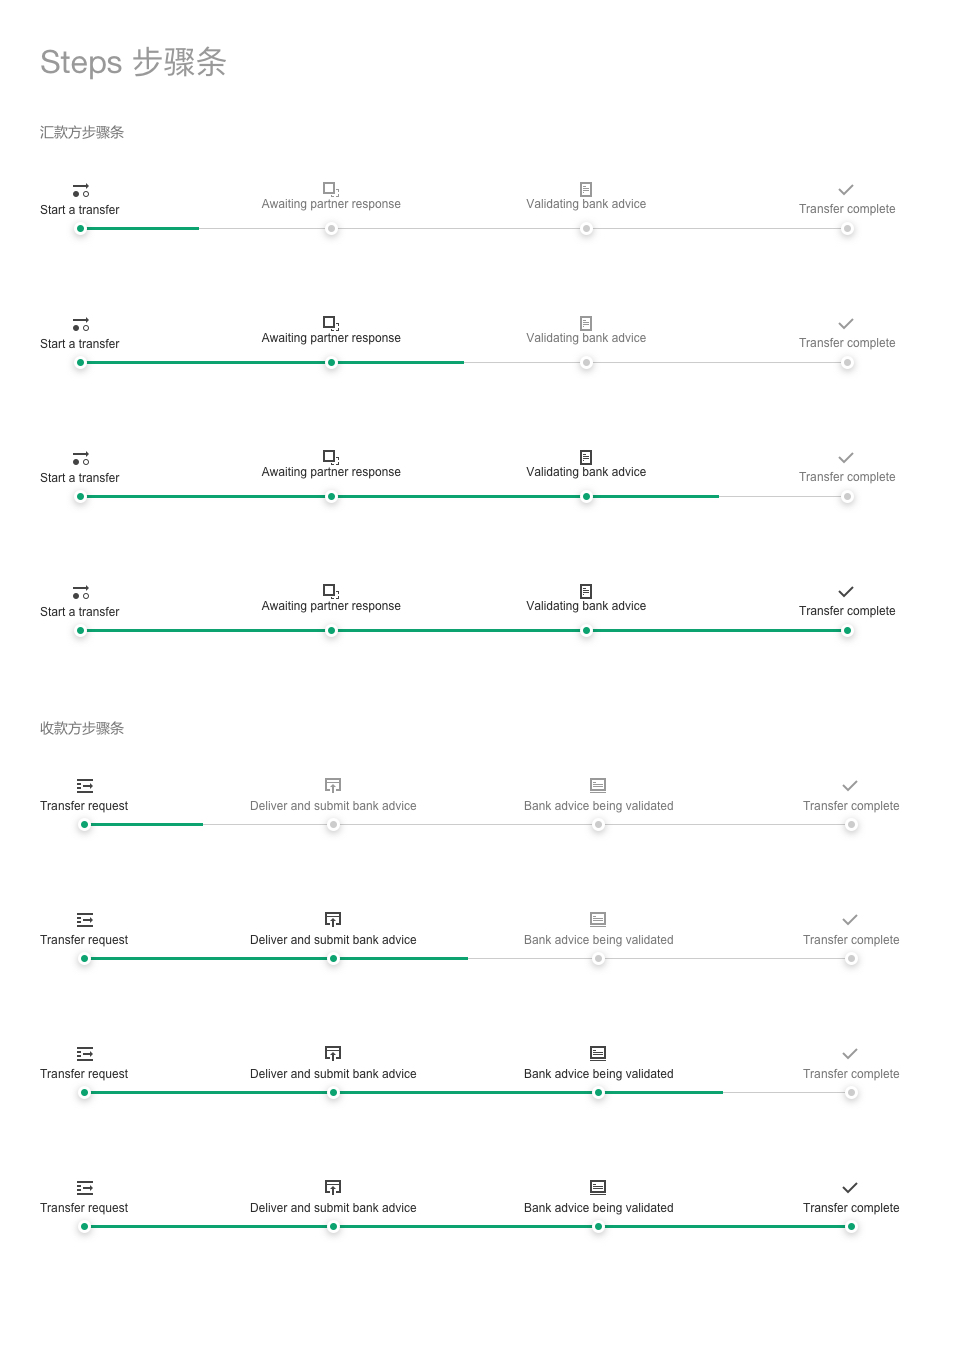 Steps 步骤条
汇款方步骤条
Start a transfer Awaiting partner response Validating bank advice Transfer complete
Start a transfer Awaiting partner response Validating bank advice Transfer complete
Start a transfer Awaiting partner response Validating bank advice Transfer complete
Start a transfer Awaiting partner response Validating bank advice Transfer complete
收款方步骤条
Transfer request Deliver and submit bank advice Bank advice being validated Transfer complete
Transfer request Deliver and submit bank advice Bank advice being validated Transfer complete
Transfer request Deliver and submit bank advice Bank advice being validated Transfer complete
Transfer request Deliver and submit bank advice Bank advice being validated Transfer complete